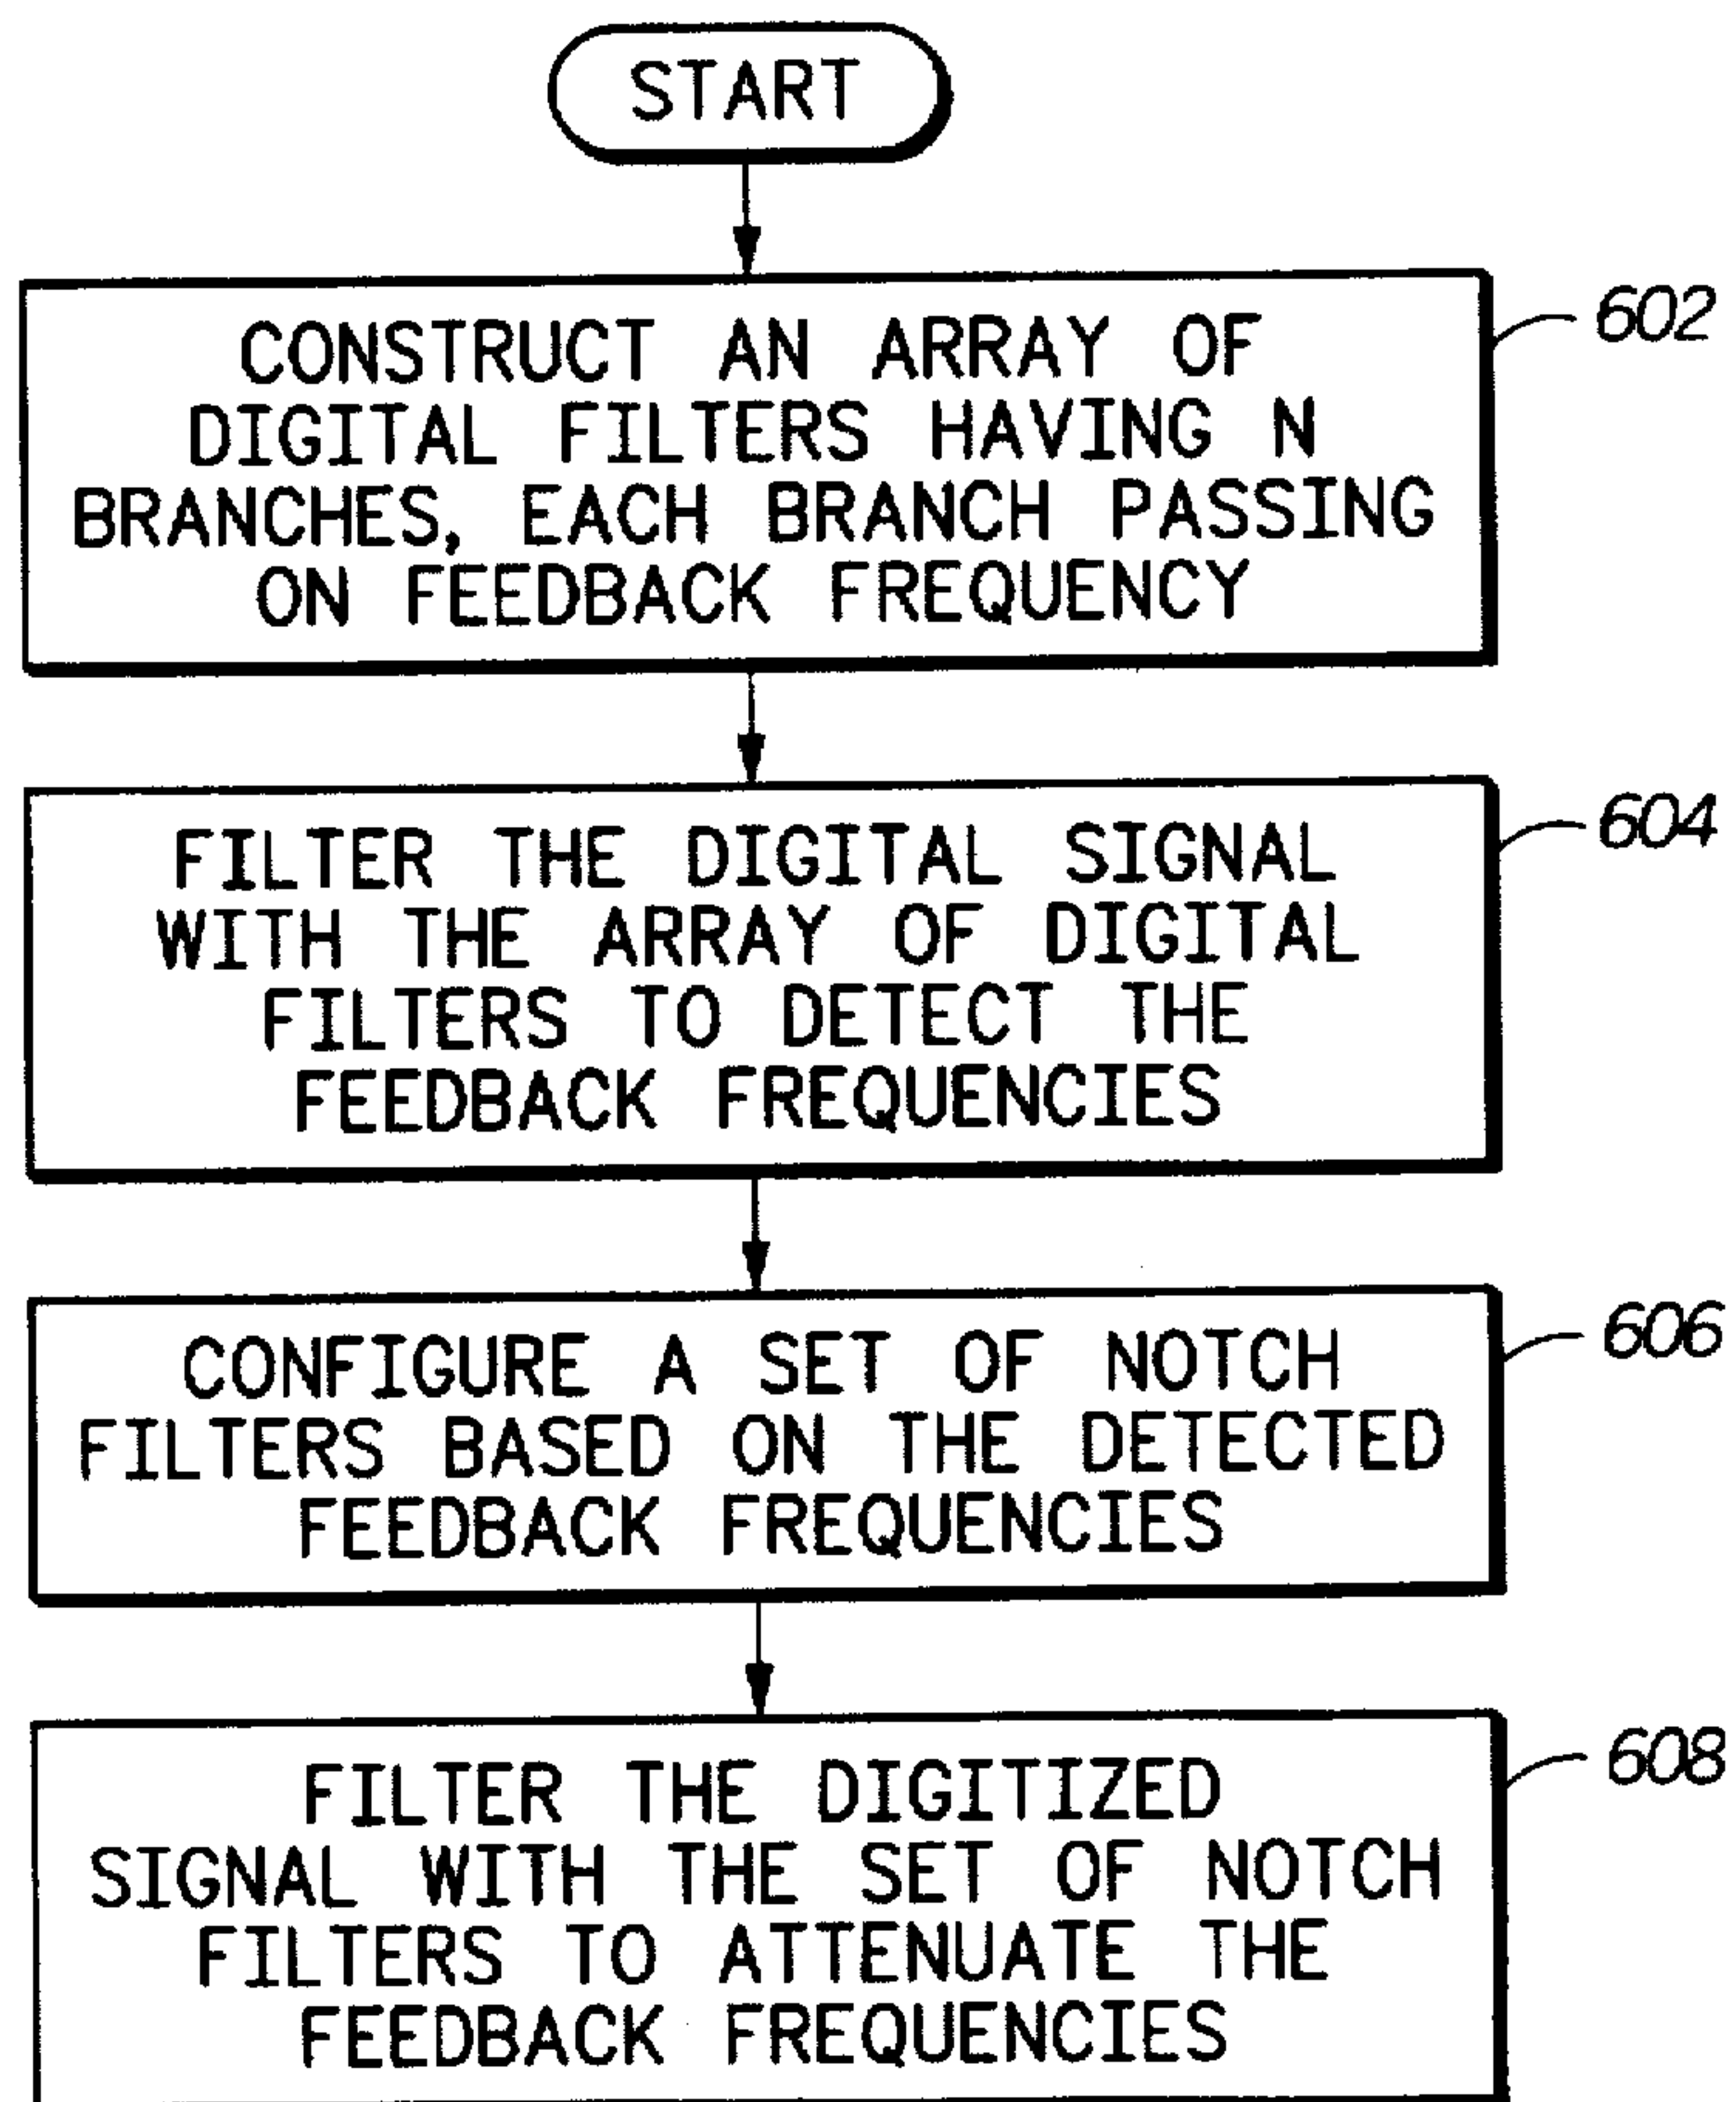 START
CONSTRUCT AN ARRAY OF
602
DIGITAL FILTERS HAVING N
BRANCHES, EACH BRANCH PASSING
ON FEEDBACK FREQUENCY
FILTER THE DIGITAL SIGNAL
604
WITH THE ARRAY OF DIGITAL
FILTERS TO DETECT THE
FEEDBACK FREQUENCIES
CONFIGURE A SET OF NOTCH
606
FILTERS BASED ON THE DETECTED
FEEDBACK FREQUENCIES
FILTER THE DIGITIZED
608
SIGNAL WITH THE SET OF NOTCH
FILTERS TO ATTENUATE THE
FEEDBACK FREQUENCIES